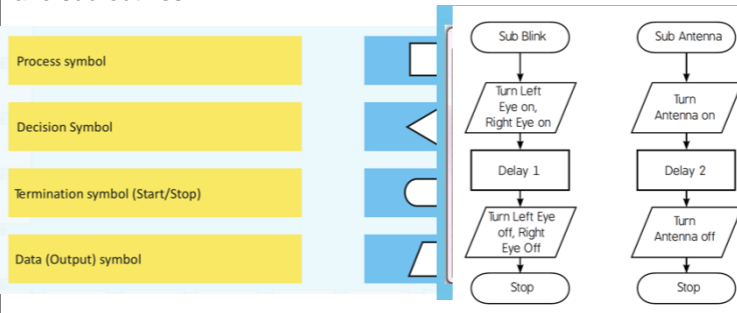 Process symbol
Decision Symbol
Termination symbol (Start/Stop)
Data (Output) symbol
Sub Blink
Turn Left
Eye on,
Right Eye on
Delay 1
Turn Left Eye
off, Right
Eye Off
Stop
Sub Antenna
Turn
Antenna on
Delay 2
Turn
Antenna off
Stop